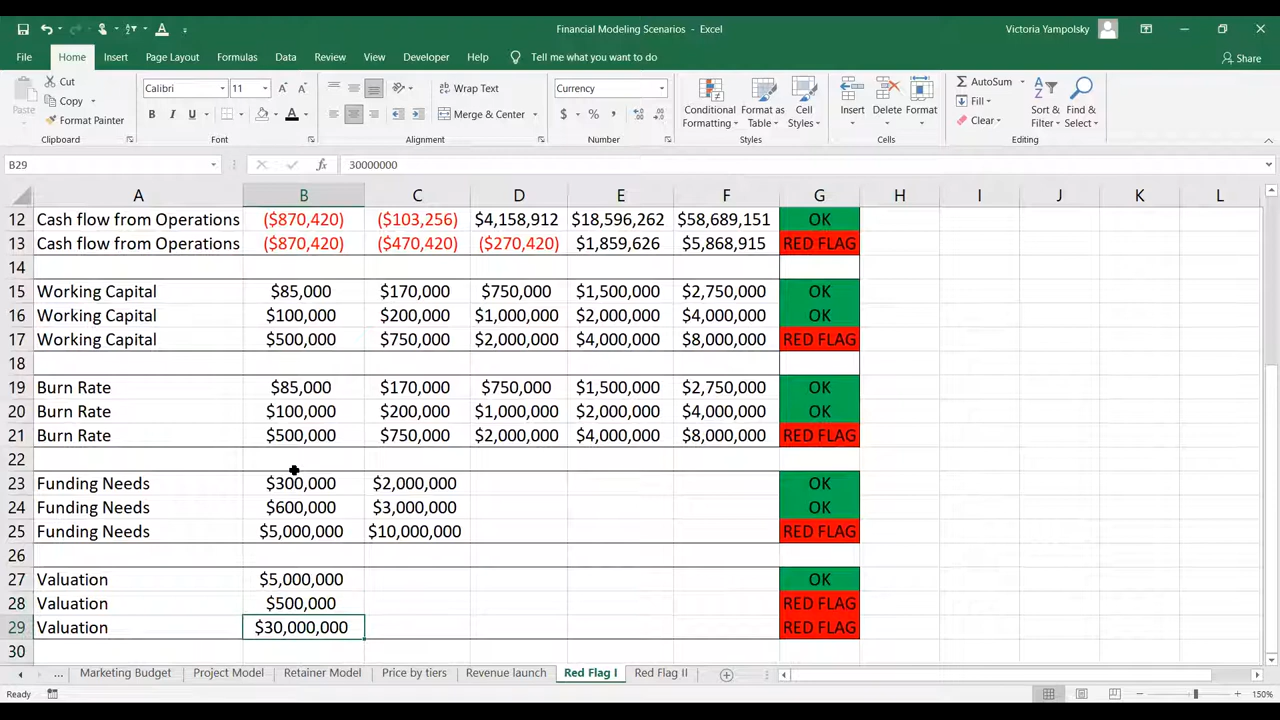 Financial Modeling Scenarios - Excel
Victoria Yampolsky
File Home Insert Page Layout Formulas Data Review View Developer Help Tell me what you want to do Share
Paste
Cut
Copy
Format Painter
Clipboard
Calibri 11
B I U
Font
Wrap Text
Merge & Center
Alignment
Currency
$ % ,
Number
Conditional Formatting
Format as Table
Cell Styles
Styles
Insert
Delete
Format
Cells
AutoSum
Fill
Clear
Sort & Filter
Find & Select
Editing
B29 fx 30000000
A B C D E F G H I J K L
12 Cash flow from Operations ($870,420) ($103,256) $4,158,912 $18,596,262 $58,689,151 OK
13 Cash flow from Operations ($870,420) ($470,420) ($270,420) $1,859,626 $5,868,915 RED FLAG
14
15 Working Capital $85,000 $170,000 $750,000 $1,500,000 $2,750,000 OK
16 Working Capital $100,000 $200,000 $1,000,000 $2,000,000 $4,000,000 OK
17 Working Capital $500,000 $750,000 $2,000,000 $4,000,000 $8,000,000 RED FLAG
18
19 Burn Rate $85,000 $170,000 $750,000 $1,500,000 $2,750,000 OK
20 Burn Rate $100,000 $200,000 $1,000,000 $2,000,000 $4,000,000 OK
21 Burn Rate $500,000 $750,000 $2,000,000 $4,000,000 $8,000,000 RED FLAG
22
23 Funding Needs $300,000 $2,000,000 OK
24 Funding Needs $600,000 $3,000,000 OK
25 Funding Needs $5,000,000 $10,000,000 RED FLAG
26
27 Valuation $5,000,000 OK
28 Valuation $500,000 RED FLAG
29 Valuation $30,000,000 RED FLAG
30
... Marketing Budget Project Model Retainer Model Price by tiers Revenue launch Red Flag I Red Flag II
Ready 150%